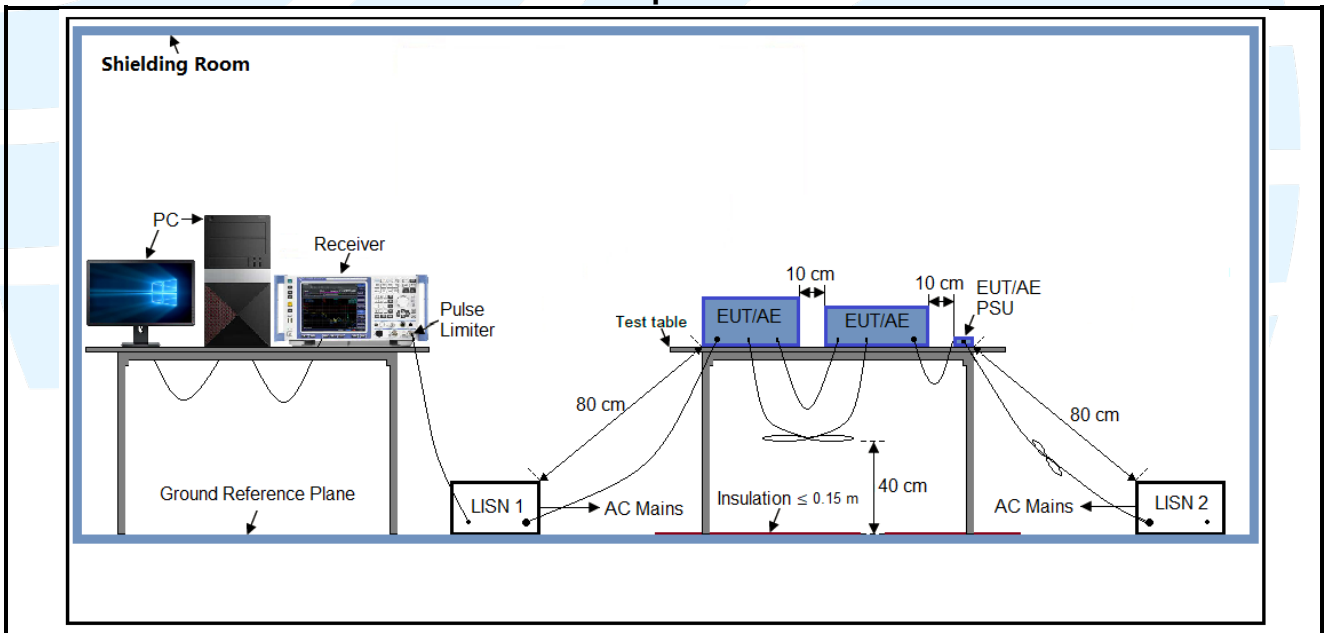 Shielding Room
PC
Receiver
Pulse
Limiter
10 cm
10 cm
EUT/AE
PSU
Test table
EUT/AE
EUT/AE
80 cm
80 cm
40 cm
Ground Reference Plane
LISN 1
AC Mains
Insulation ≤ 0.15 m
AC Mains
LISN 2